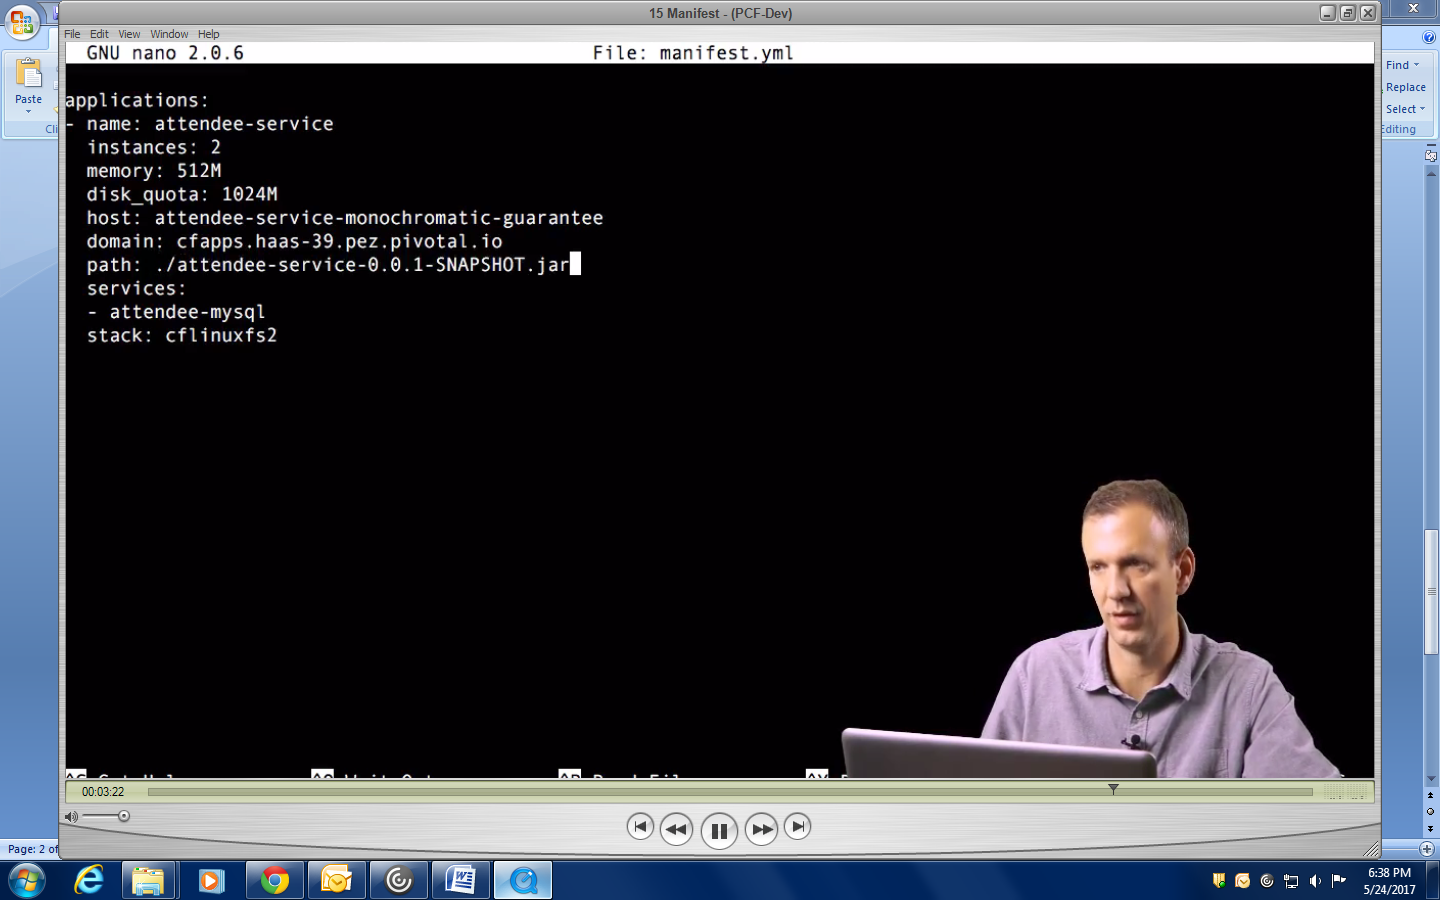 15 Manifest - (PCF-Dev)
File Edit View Window Help
GNU nano 2.0.6 File: manifest.yml
applications:
- name: attendee-service
instances: 2
memory: 512M
disk_quota: 1024M
host: attendee-service-monochromatic-guarantee
domain: cfapps.haas-39.pez.pivotal.io
path: ./attendee-service-0.0.1-SNAPSHOT.jar
services:
- attendee-mysql
stack: cflinuxfs2
00:03:22
Paste
Find
Replace
Select
Editing
Page: 2 of
6:38 PM
5/24/2017